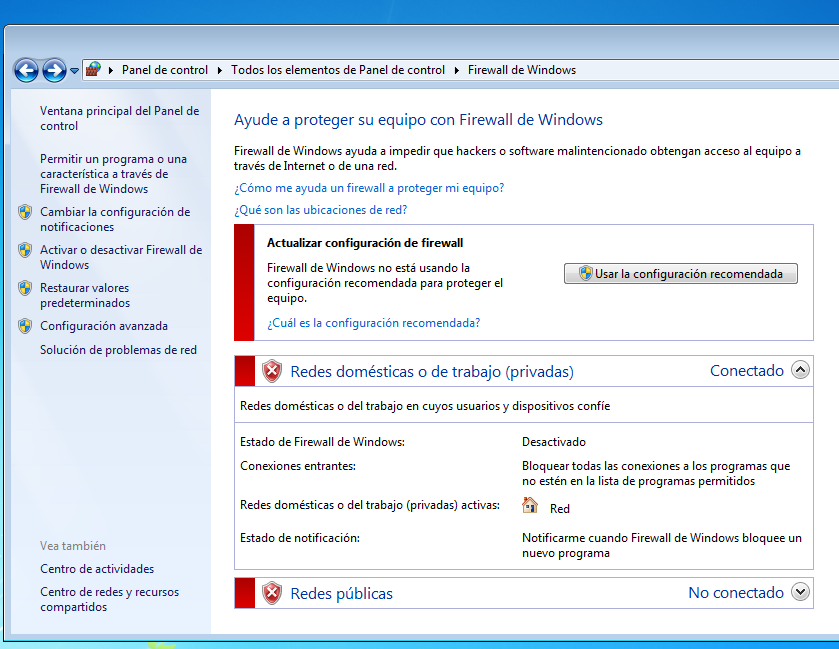 Panel de control
Todos los elementos de Panel de control
Firewall de Windows
Ventana principal del Panel de
control
Permitir un programa o una
característica a través de
Firewall de Windows
Cambiar la configuración de
notificaciones
Activar o desactivar Firewall de
Windows
Restaurar valores
predeterminados
Configuración avanzada
Solución de problemas de red
Vea también
Centro de actividades
Centro de redes y recursos
compartidos
Ayude a proteger su equipo con Firewall de Windows
Firewall de Windows ayuda a impedir que hackers o software malintencionado obtengan acceso al equipo a
través de Internet o de una red.
¿Cómo me ayuda un firewall a proteger mi equipo?
¿Qué son las ubicaciones de red?
Actualizar configuración de firewall
Firewall de Windows no está usando la
configuración recomendada para proteger el
equipo.
Usar la configuración recomendada
¿Cuál es la configuración recomendada?
Redes domésticas o de trabajo (privadas) Conectado
Redes domésticas o del trabajo en cuyos usuarios y dispositivos confíe
Estado de Firewall de Windows: Desactivado
Conexiones entrantes: Bloquear todas las conexiones a los programas que
no estén en la lista de programas permitidos
Redes domésticas o del trabajo (privadas) activas: Red
Estado de notificación: Notificarme cuando Firewall de Windows bloquee un
nuevo programa
Redes públicas No conectado